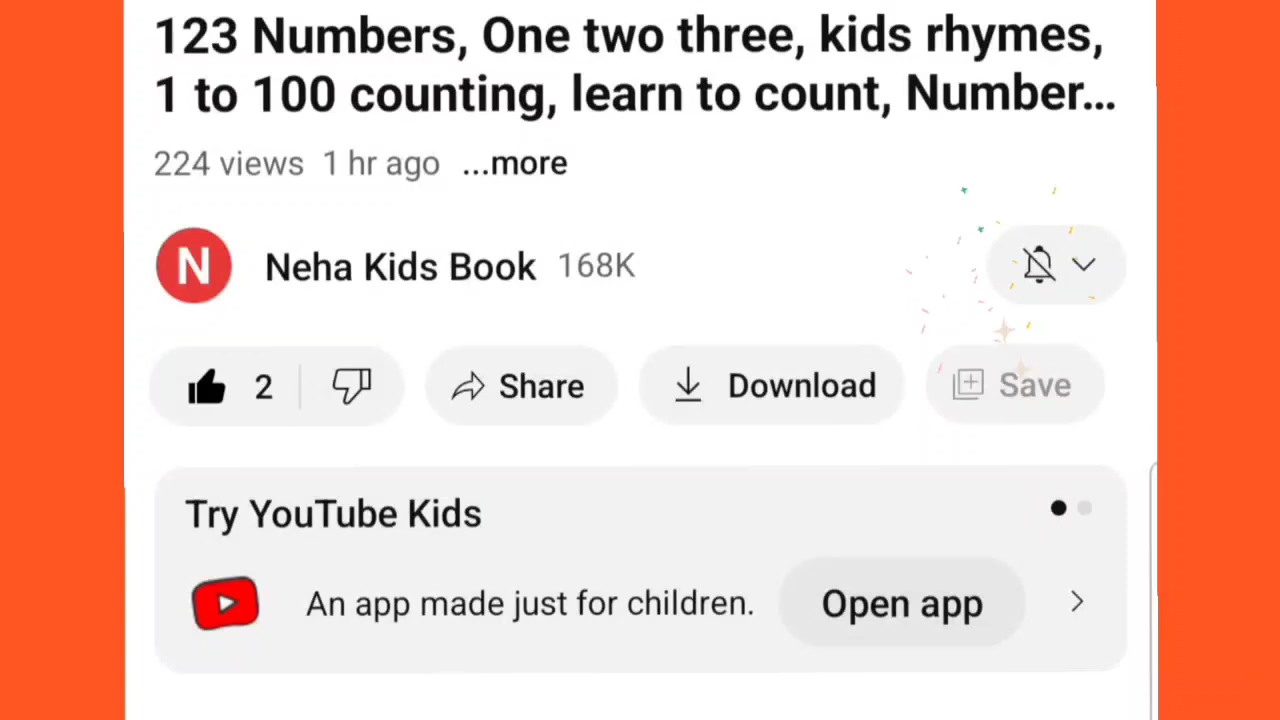 123 Numbers, One two three, kids rhymes,
1 to 100 counting, learn to count, Number...
224 views 1 hr ago ...more
N Neha Kids Book 168K
2 Share Download Save
Try YouTube Kids
An app made just for children. Open app